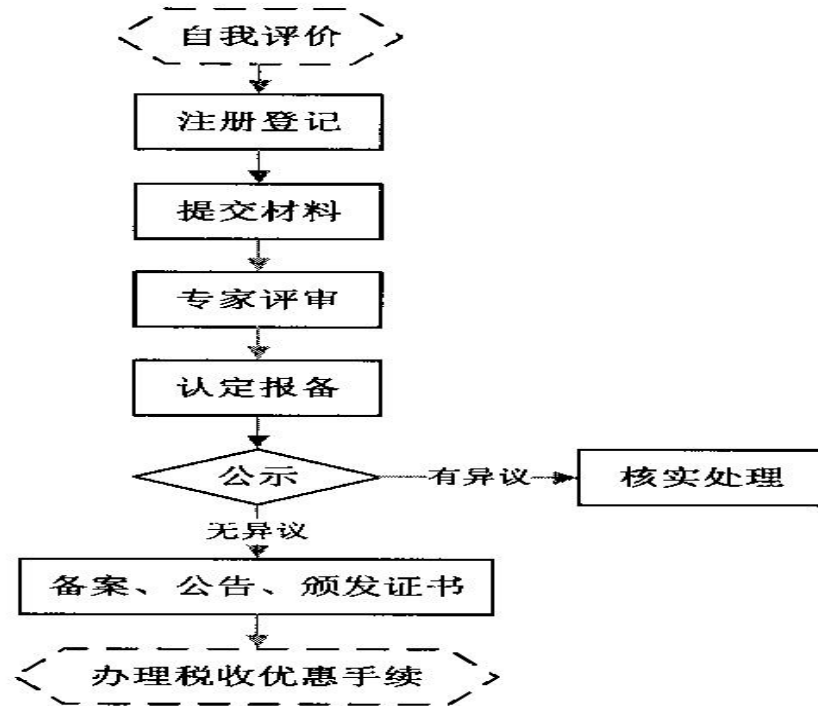 自我评价
注册登记
提交材料
专家评审
认定报备
公示
有异议
核实处理
无异议
备案、公告、颁发证书
办理税收优惠手续